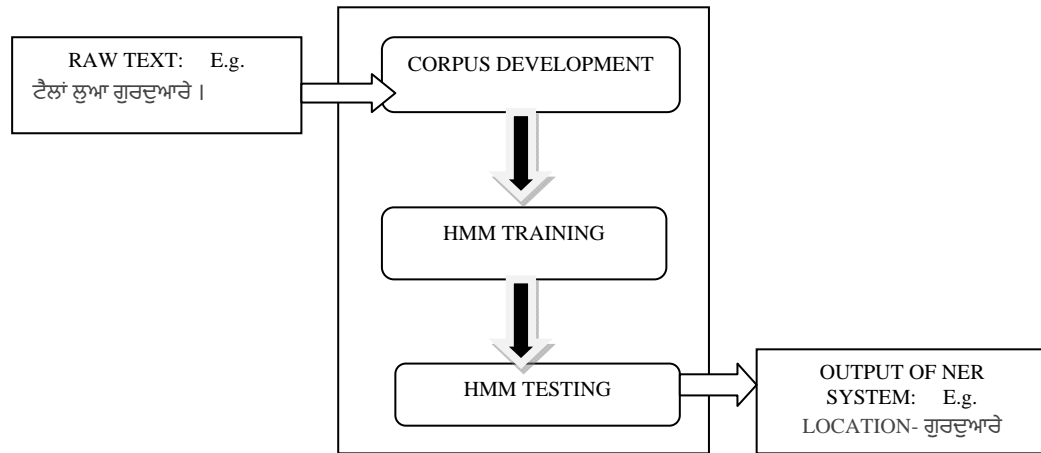 RAW TEXT: E.g.
ਟੈਲਾਂ ਲੁਆ ਗੁਰਦੁਆਰੇ ।
CORPUS DEVELOPMENT
HMM TRAINING
HMM TESTING
OUTPUT OF NER
SYSTEM: E.g.
LOCATION- ਗੁਰਦੁਆਰੇ